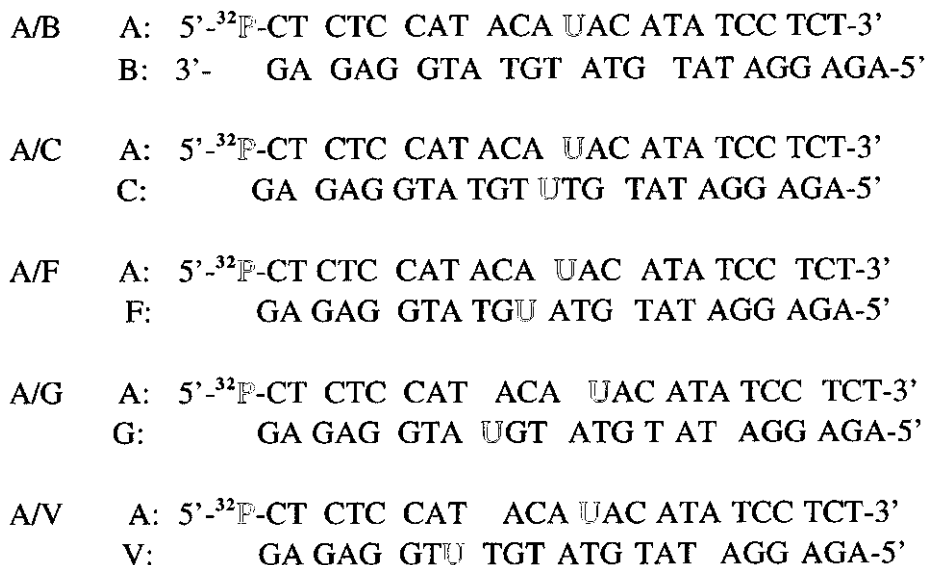 A/B A: 5'-³²P-CT CTC CAT ACA UAC ATA TCC TCT-3'
B: 3'- GA GAG GTA TGT ATG TAT AGG AGA-5'
A/C A: 5'-³²P-CT CTC CAT ACA UAC ATA TCC TCT-3'
C: GA GAG GTA TGT UTG TAT AGG AGA-5'
A/F A: 5'-³²P-CT CTC CAT ACA UAC ATA TCC TCT-3'
F: GA GAG GTA TGU ATG TAT AGG AGA-5'
A/G A: 5'-³²P-CT CTC CAT ACA UAC ATA TCC TCT-3'
G: GA GAG GTA UGT ATG T AT AGG AGA-5'
A/V A: 5'-³²P-CT CTC CAT ACA UAC ATA TCC TCT-3'
V: GA GAG GTU TGT ATG TAT AGG AGA-5'